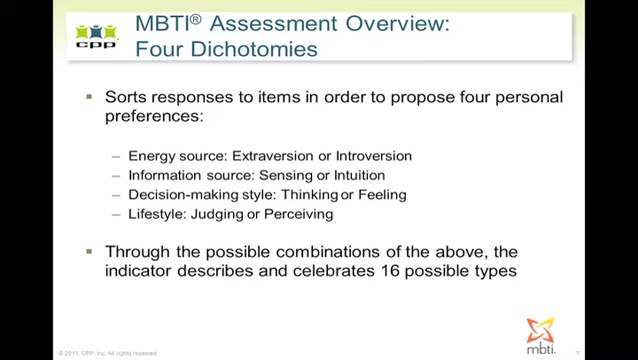 MBTI® Assessment Overview:
Four Dichotomies
cpp
▪ Sorts responses to items in order to propose four personal
preferences:
– Energy source: Extraversion or Introversion
– Information source: Sensing or Intuition
– Decision-making style: Thinking or Feeling
– Lifestyle: Judging or Perceiving
▪ Through the possible combinations of the above, the
indicator describes and celebrates 16 possible types
mbti.
© 2011, CPP, Inc. All rights reserved
7